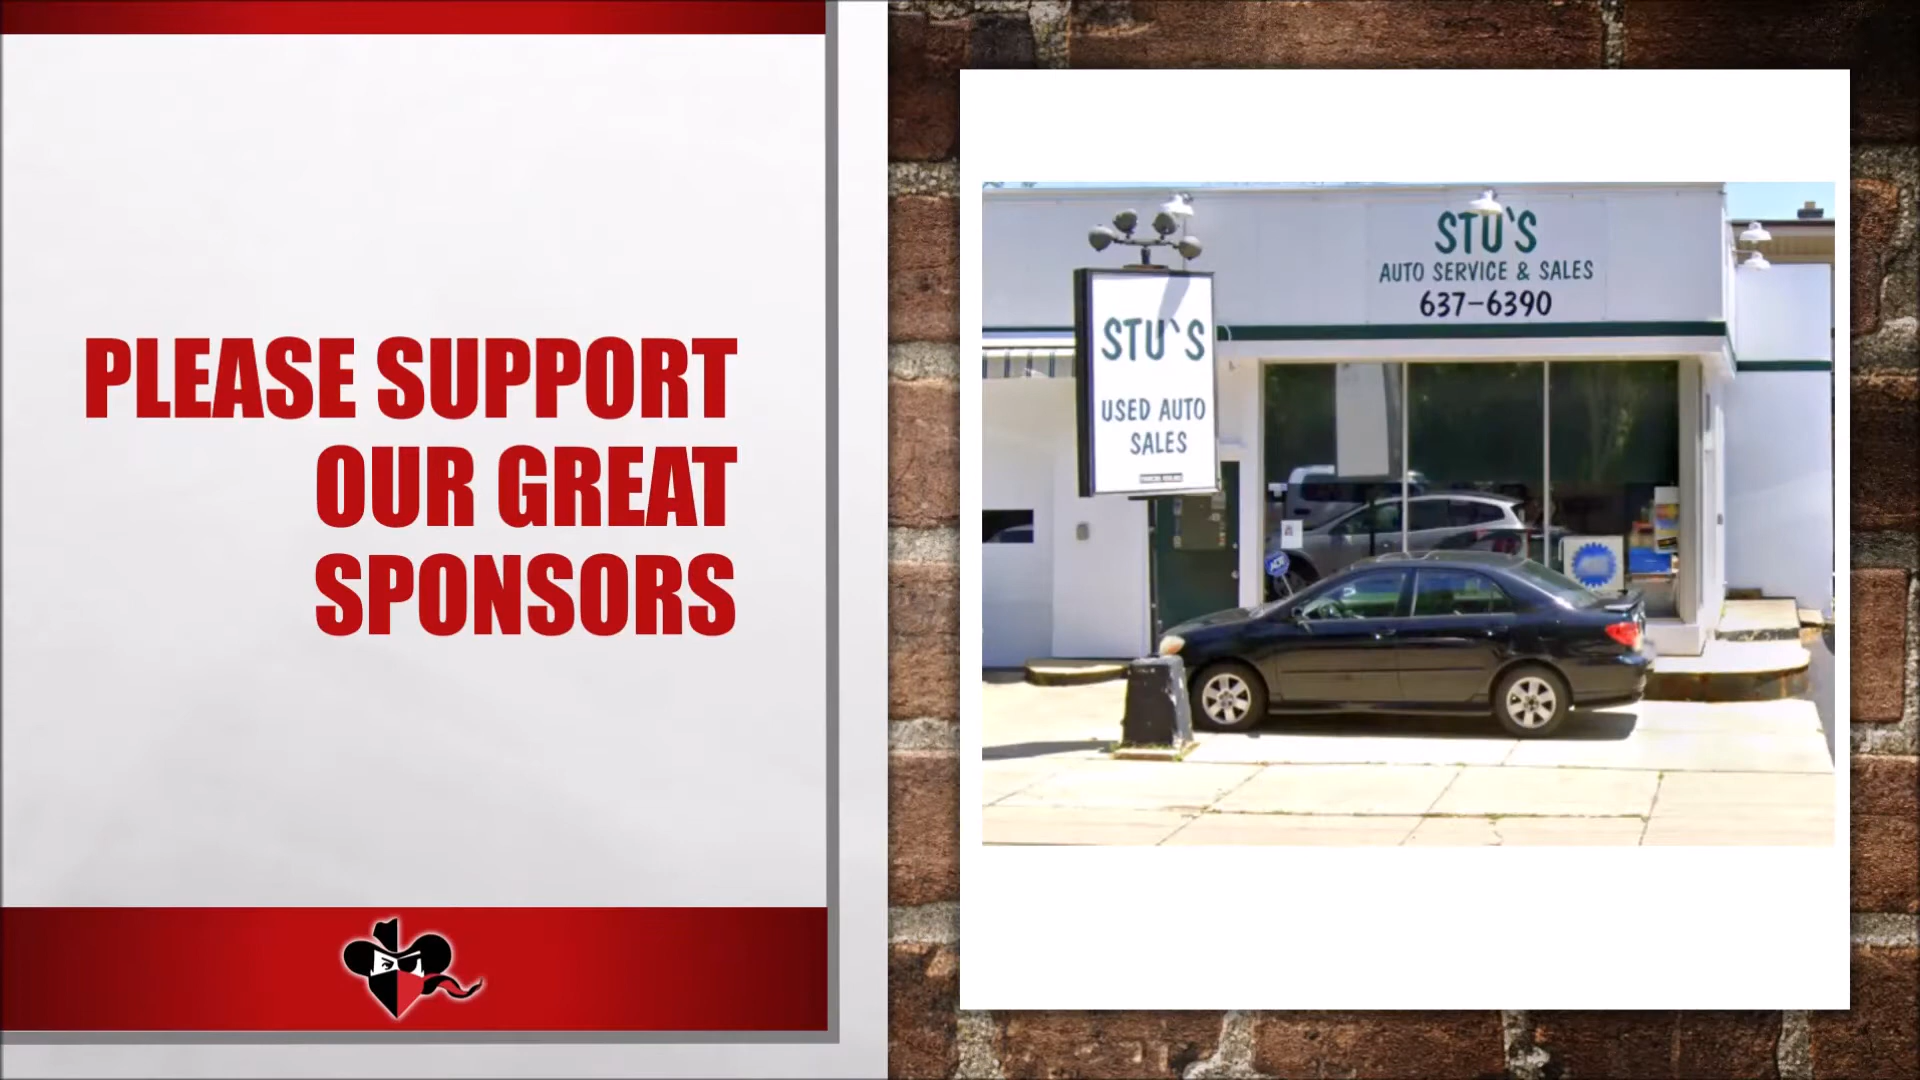 PLEASE SUPPORT
OUR GREAT
SPONSORS
STU'S
AUTO SERVICE & SALES
637-6390
STU'S
USED AUTO
SALES